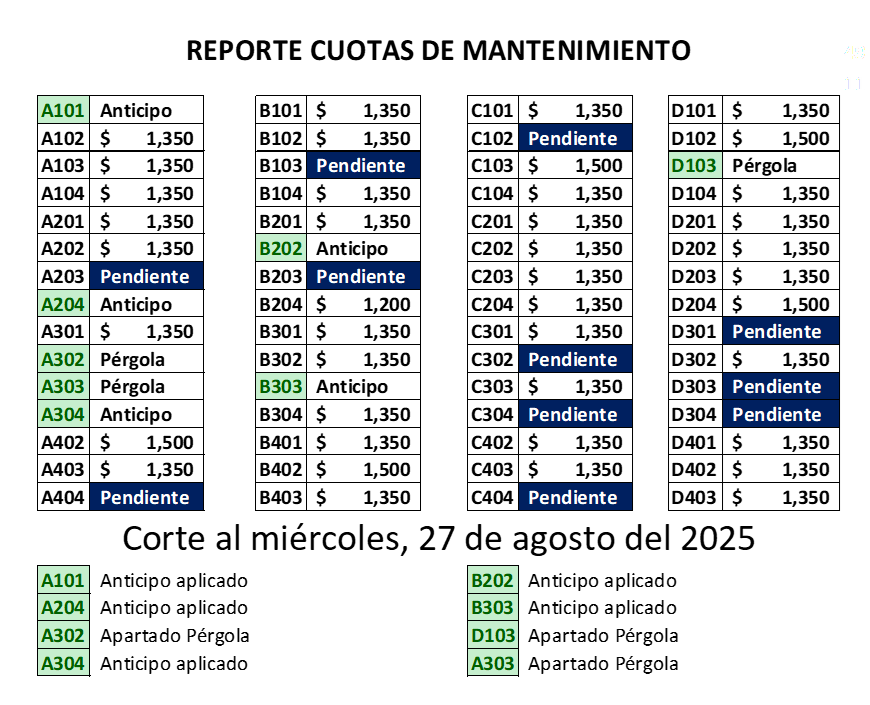 REPORTE CUOTAS DE MANTENIMIENTO
A101 Anticipo B101 $ 1,350 C101 $ 1,350 D101 $ 1,350
A102 $ 1,350 B102 $ 1,350 C102 Pendiente D102 $ 1,500
A103 $ 1,350 B103 Pendiente C103 $ 1,500 D103 Pérgola
A104 $ 1,350 B104 $ 1,350 C104 $ 1,350 D104 $ 1,350
A201 $ 1,350 B201 $ 1,350 C201 $ 1,350 D201 $ 1,350
A202 $ 1,350 B202 Anticipo C202 $ 1,350 D202 $ 1,350
A203 Pendiente B203 Pendiente C203 $ 1,350 D203 $ 1,350
A204 Anticipo B204 $ 1,200 C204 $ 1,350 D204 $ 1,500
A301 $ 1,350 B301 $ 1,350 C301 $ 1,350 D301 Pendiente
A302 Pérgola B302 $ 1,350 C302 Pendiente D302 $ 1,350
A303 Pérgola B303 Anticipo C303 $ 1,350 D303 Pendiente
A304 Anticipo B304 $ 1,350 C304 Pendiente D304 Pendiente
A402 $ 1,500 B401 $ 1,350 C402 $ 1,350 D401 $ 1,350
A403 $ 1,350 B402 $ 1,500 C403 $ 1,350 D402 $ 1,350
A404 Pendiente B403 $ 1,350 C404 Pendiente D403 $ 1,350
Corte al miércoles, 27 de agosto del 2025
A101 Anticipo aplicado B202 Anticipo aplicado
A204 Anticipo aplicado B303 Anticipo aplicado
A302 Apartado Pérgola D103 Apartado Pérgola
A304 Anticipo aplicado A303 Apartado Pérgola